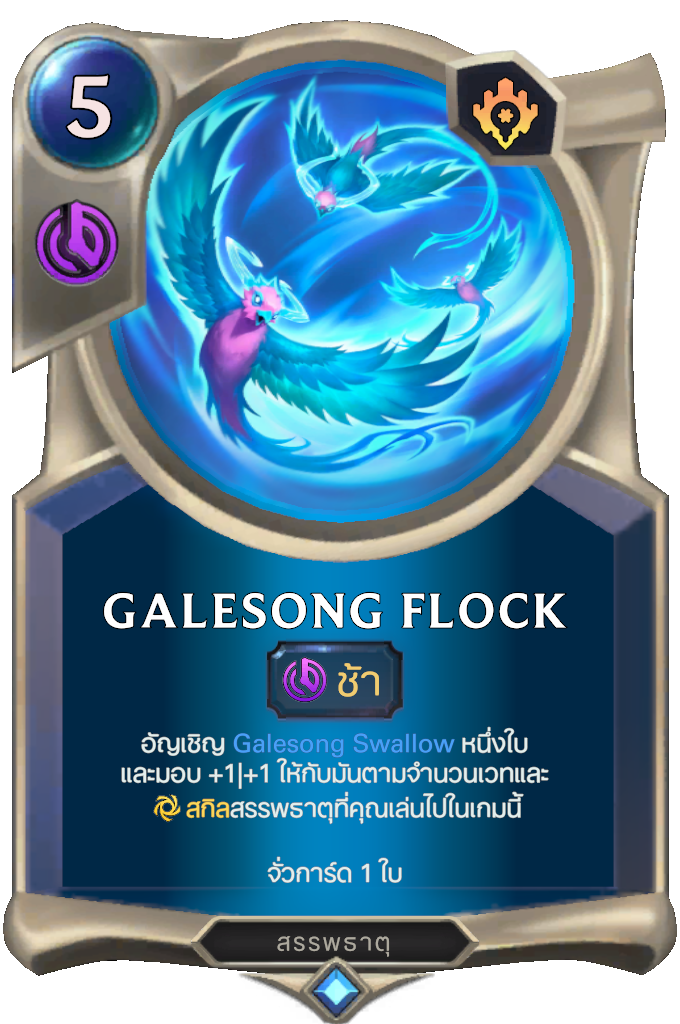 5
GALESONG FLOCK
ช้า
อัญเชิญ Galesong Swallow หนึ่งใบ
และมอบ +1|+1 ให้กับมันตามจำนวนเวทและ
สกิลสรรพธาตุที่คุณเล่นไปในเกมนี้
จั่วการ์ด 1 ใบ
สรรพธาตุ